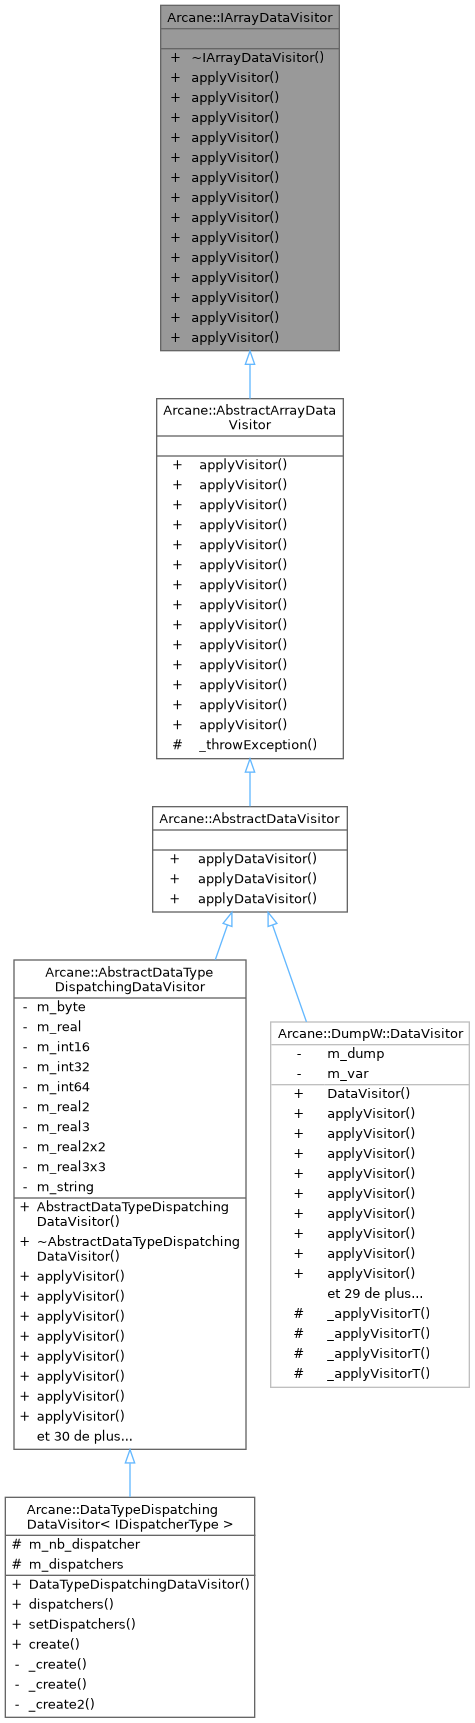 Arcane::IArrayDataVisitor
+ ~IArrayDataVisitor()
+ applyVisitor()
+ applyVisitor()
+ applyVisitor()
+ applyVisitor()
+ applyVisitor()
+ applyVisitor()
+ applyVisitor()
+ applyVisitor()
+ applyVisitor()
+ applyVisitor()
+ applyVisitor()
+ applyVisitor()
+ applyVisitor()
+ applyVisitor()
Arcane::AbstractArrayData
Visitor
+ applyVisitor()
+ applyVisitor()
+ applyVisitor()
+ applyVisitor()
+ applyVisitor()
+ applyVisitor()
+ applyVisitor()
+ applyVisitor()
+ applyVisitor()
+ applyVisitor()
+ applyVisitor()
+ applyVisitor()
+ applyVisitor()
+ applyVisitor()
# _throwException()
Arcane::AbstractDataVisitor
+ applyDataVisitor()
+ applyDataVisitor()
+ applyDataVisitor()
Arcane::AbstractDataType
DispatchingDataVisitor
- m_byte
- m_real
- m_int16
- m_int32
- m_int64
- m_real2
- m_real3
- m_real2x2
- m_real3x3
- m_string
+ AbstractDataTypeDispatching
DataVisitor()
+ ~AbstractDataTypeDispatching
DataVisitor()
+ applyVisitor()
+ applyVisitor()
+ applyVisitor()
+ applyVisitor()
+ applyVisitor()
+ applyVisitor()
+ applyVisitor()
+ applyVisitor()
et 30 de plus...
Arcane::DumpW::DataVisitor
- m_dump
- m_var
+ DataVisitor()
+ applyVisitor()
+ applyVisitor()
+ applyVisitor()
+ applyVisitor()
+ applyVisitor()
+ applyVisitor()
+ applyVisitor()
+ applyVisitor()
+ applyVisitor()
et 29 de plus...
# _applyVisitorT()
# _applyVisitorT()
# _applyVisitorT()
# _applyVisitorT()
Arcane::DataTypeDispatching
DataVisitor< IDispatcherType >
# m_nb_dispatcher
# m_dispatchers
+ DataTypeDispatchingDataVisitor()
+ dispatchers()
+ setDispatchers()
+ create()
- _create()
- _create()
- _create2()